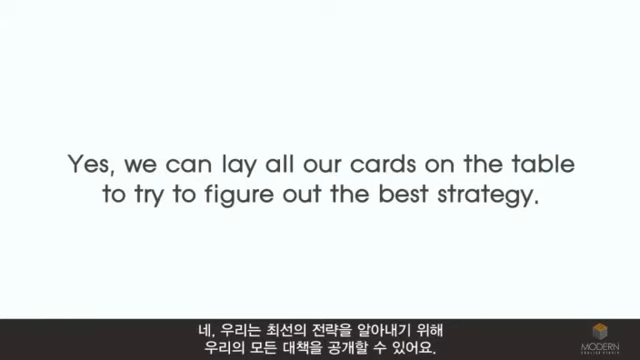 Yes, we can lay all our cards on the table
to try to figure out the best strategy.
네, 우리는 최선의 전략을 알아내기 위해
우리의 모든 대책을 공개할 수 있어요.
MODERN